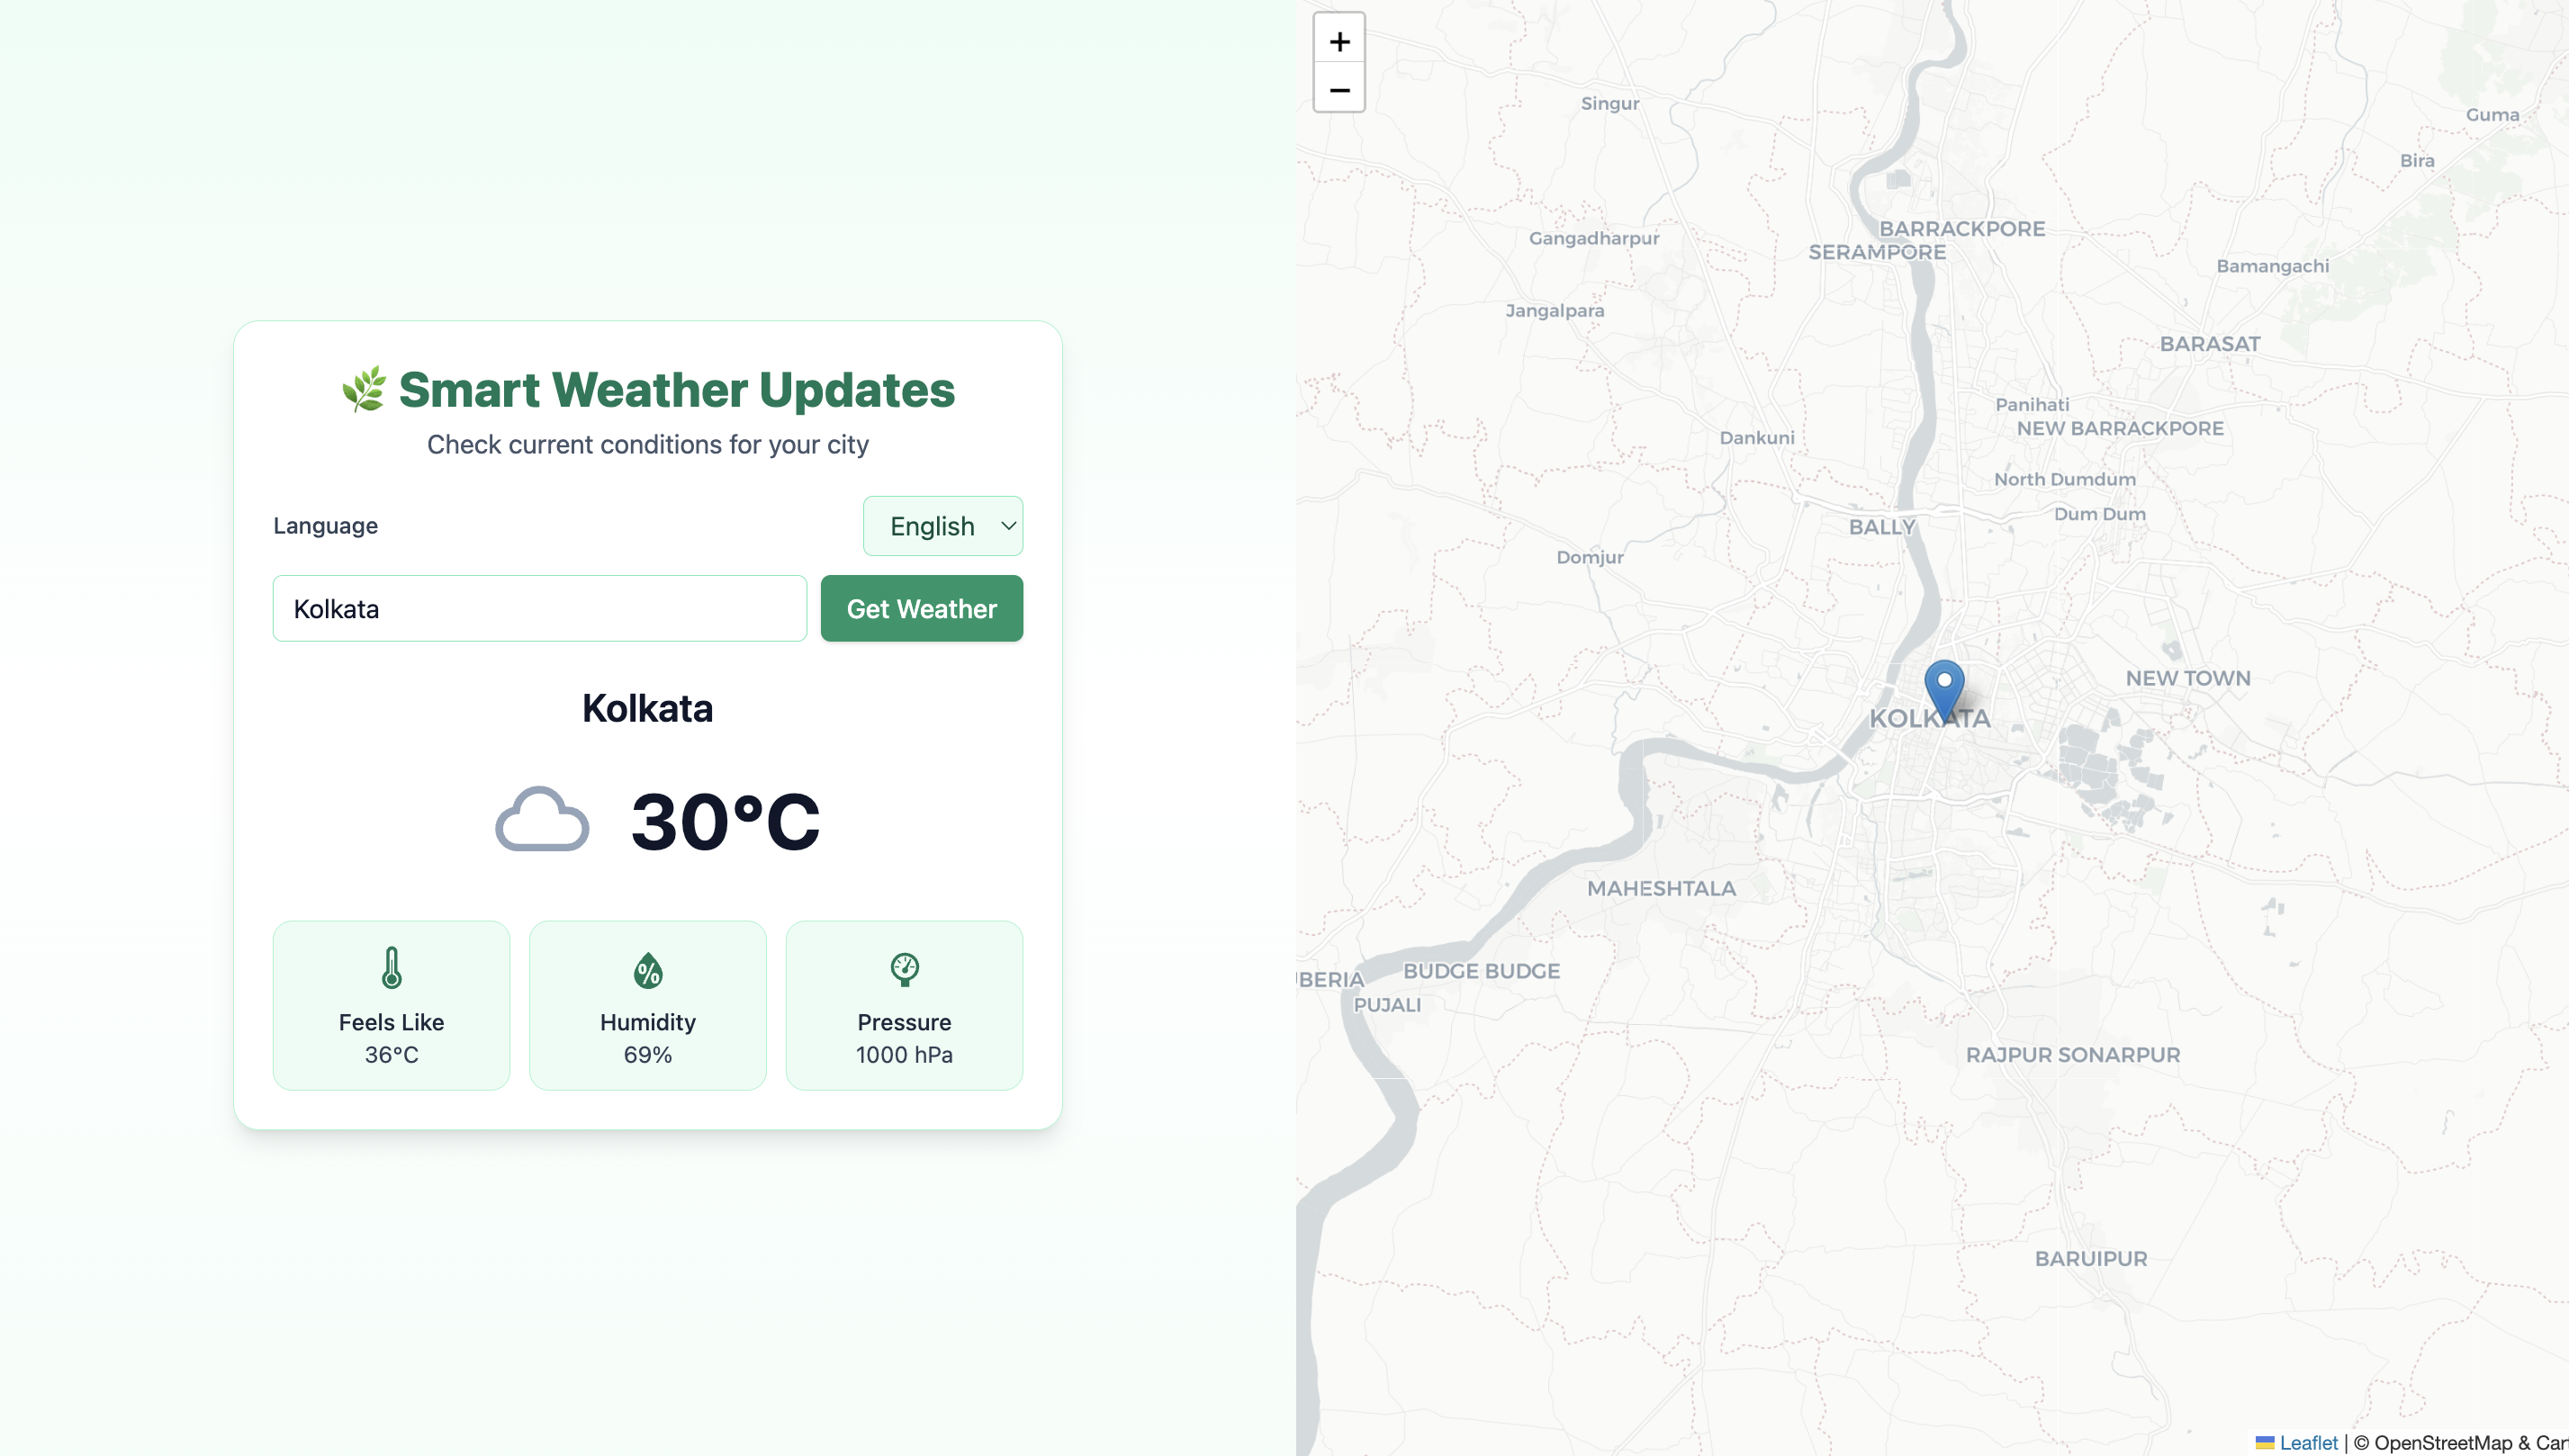 Smart Weather Updates
Check current conditions for your city
Language
English
Kolkata
Get Weather
Kolkata
30°C
Feels Like
36°C
Humidity
69%
Pressure
1000 hPa
+
−
Singur
Guma
Bira
BARRACKPORE
Gangadharpur
SERAMPORE
Bamangachi
Jangalpara
BARASAT
Panihati
NEW BARRACKPORE
Dankuni
North Dumdum
Dum Dum
BALLY
Domjur
NEW TOWN
KOLKATA
MAHESHTALA
BUDGE BUDGE
BERIA
PUJALI
RAJPUR SONARPUR
BARUIPUR
Leaflet | © OpenStreetMap & Car